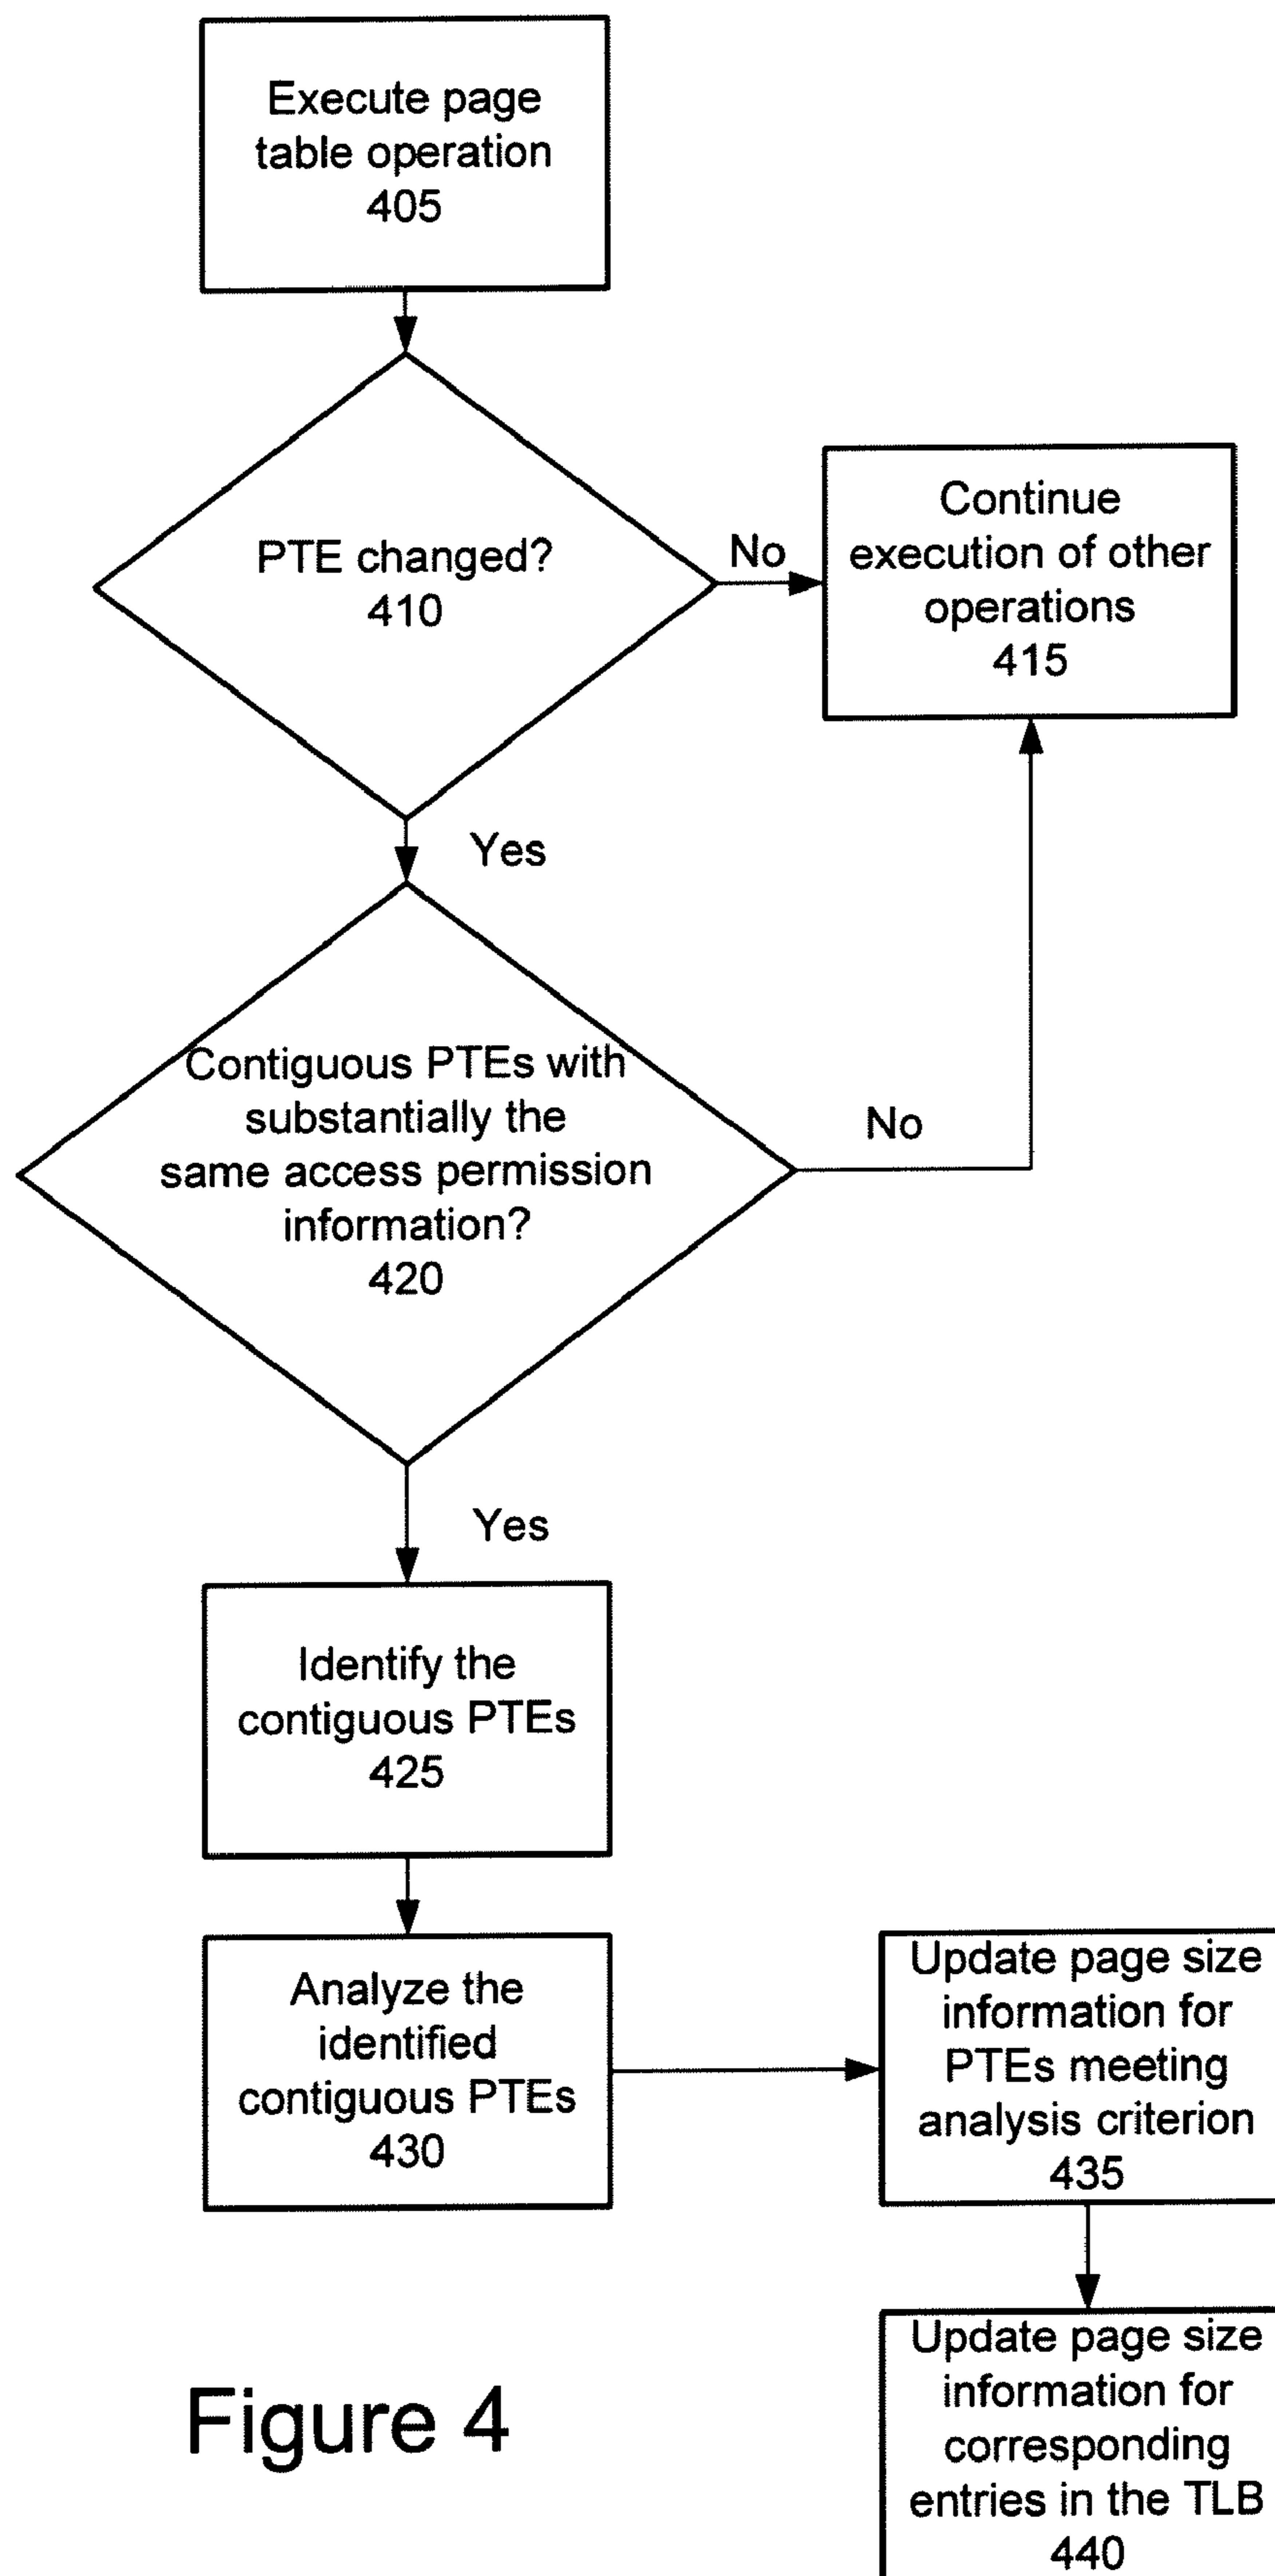 Execute page
table operation
405
PTE changed?
410
No
Continue
execution of other
operations
415
Yes
Contiguous PTEs with
substantially the
same access permission
information?
420
No
Yes
Identify the
contiguous PTEs
425
Analyze the
identified
contiguous PTEs
430
Update page size
information for
PTEs meeting
analysis criterion
435
Update page size
information for
corresponding
entries in the TLB
440
Figure 4